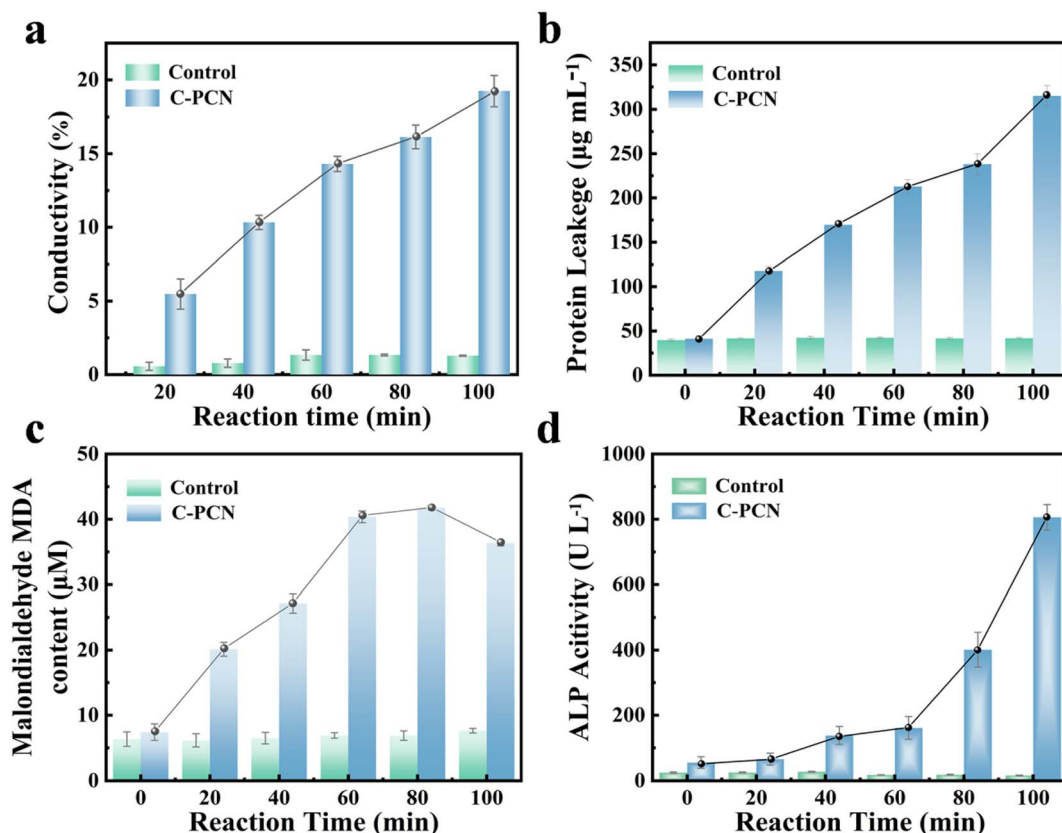 a
Conductivity (%)
20
15
10
5
0
Control
C-PCN
20 40 60 80 100
Reaction time (min)
b
Protein Leakege (μg mL⁻¹)
350
300
250
200
150
100
50
0
Control
C-PCN
0 20 40 60 80 100
Reaction Time (min)
c
Malondialdehyde MDA
content (μM)
50
40
30
20
10
0
Control
C-PCN
0 20 40 60 80 100
Reaction Time (min)
d
ALP Acitivity (U L⁻¹)
1000
800
600
400
200
0
Control
C-PCN
0 20 40 60 80 100
Reaction Time (min)